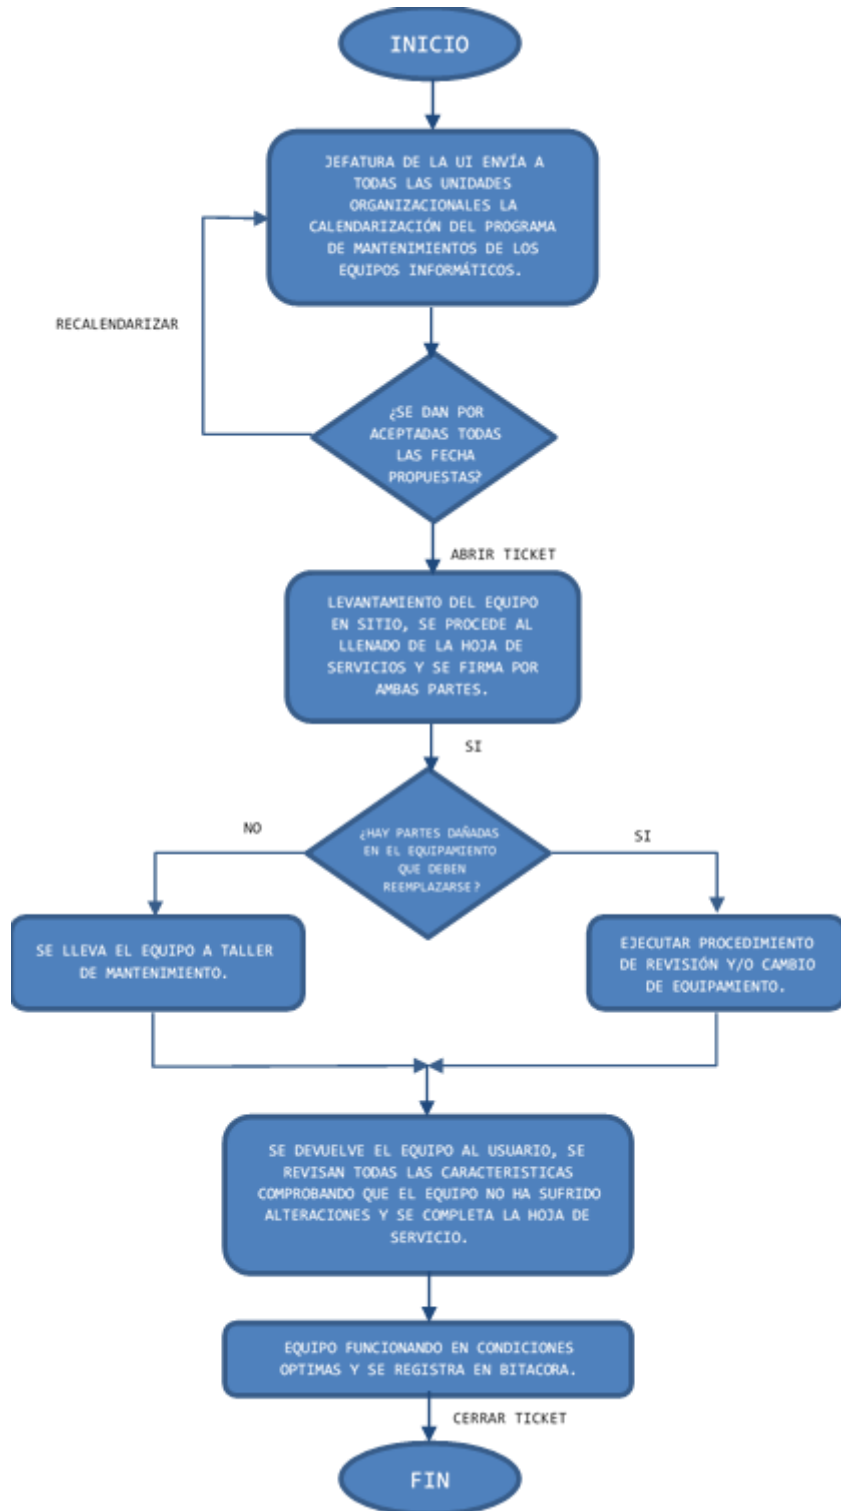 INICIO
JEFATURA DE LA UI ENVÍA A
TODAS LAS UNIDADES
ORGANIZACIONALES LA
CALENDARIZACIÓN DEL PROGRAMA
DE MANTENIMIENTOS DE LOS
EQUIPOS INFORMÁTICOS.
RECALENDARIZAR
¿SE DAN POR
ACEPTADAS TODAS
LAS FECHA
PROPUESTAS?
ABRIR TICKET
LEVANTAMIENTO DEL EQUIPO
EN SITIO, SE PROCEDE AL
LLENADO DE LA HOJA DE
SERVICIOS Y SE FIRMA POR
AMBAS PARTES.
SI
¿HAY PARTES DAÑADAS
EN EL EQUIPAMIENTO
QUE DEBEN
REEMPLAZARSE?
NO
SI
SE LLEVA EL EQUIPO A TALLER
DE MANTENIMIENTO.
EJECUTAR PROCEDIMIENTO
DE REVISIÓN Y/O CAMBIO
DE EQUIPAMIENTO.
SE DEVUELVE EL EQUIPO AL USUARIO, SE
REVISAN TODAS LAS CARACTERISTICAS
COMPROBANDO QUE EL EQUIPO NO HA SUFRIDO
ALTERACIONES Y SE COMPLETA LA HOJA DE
SERVICIO.
EQUIPO FUNCIONANDO EN CONDICIONES
OPTIMAS Y SE REGISTRA EN BITACORA.
CERRAR TICKET
FIN